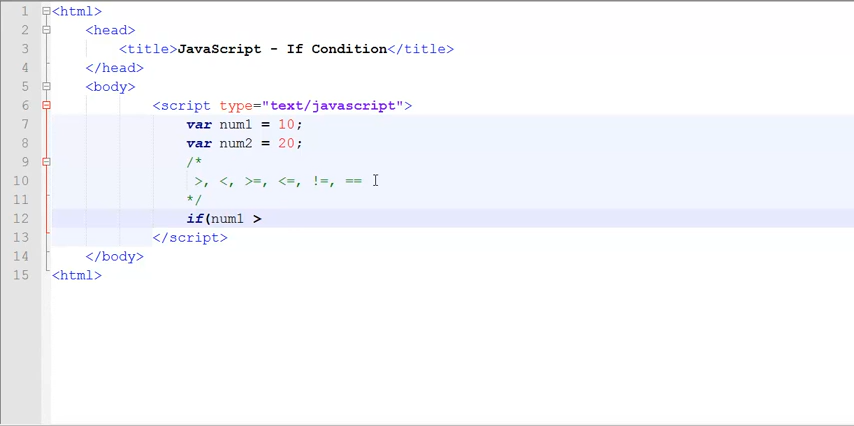 1 <html>
2 <head>
3 <title>JavaScript - If Condition</title>
4 </head>
5 <body>
6 <script type="text/javascript">
7 var num1 = 10;
8 var num2 = 20;
9 /*
10 >, <, >=, <=, !=, ==
11 */
12 if(num1 >
13 </script>
14 </body>
15 <html>